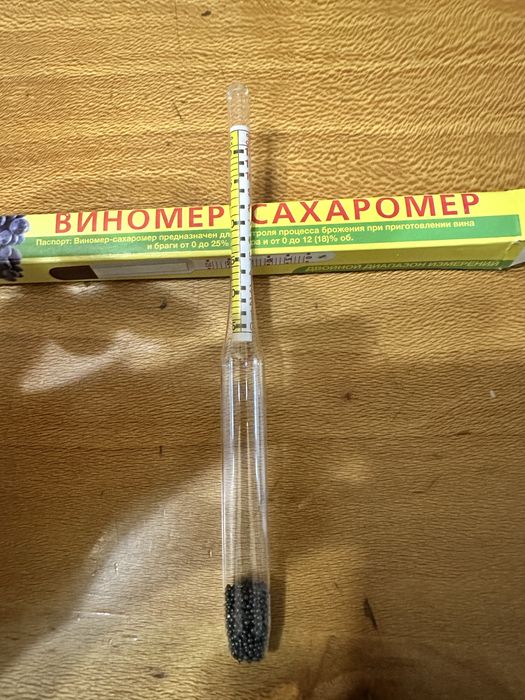 ВИНОМЕР САХАРОМЕР
Паспорт: Виномер-сахаромер предназначен для контроля процесса брожения при приготовлении вина
и браги от 0 до 25% и от 0 до 12 (18)% об.
ДВОЙНОЙ ДИАПАЗОН ИЗМЕРЕНИЙ